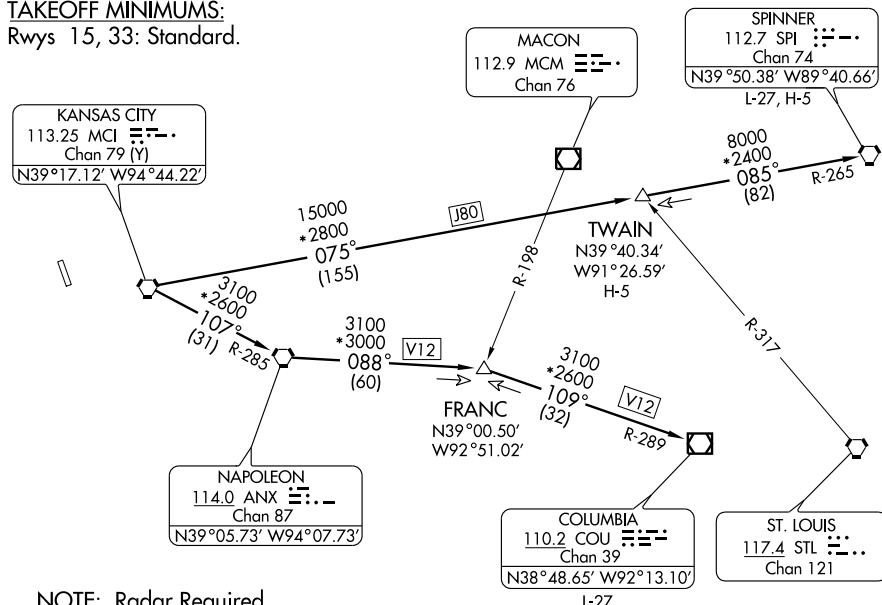 TAKEOFF MINIMUMS:
Rwys 15, 33: Standard.
MACON
112.9 MCM
Chan 76
SPINNER
112.7 SPI
Chan 74
N39°50.38' W89°40.66'
L-27, H-5
KANSAS CITY
113.25 MCI
Chan 79 (Y)
N39°17.12' W94°44.22'
8000
*2400
085°
(82)
R-265
15000
*2800
075°
(155)
J80
TWAIN
N39°40.34'
W91°26.59'
H-5
R-198
R-317
3100
*2600
107°
(31)
R-285
3100
*3000
088°
(60)
V12
3100
*2600
109°
(32)
V12
R-289
FRANC
N39°00.50'
W92°51.02'
NAPOLEON
114.0 ANX
Chan 87
N39°05.73' W94°07.73'
COLUMBIA
110.2 COU
Chan 39
N38°48.65' W92°13.10'
L-27
ST. LOUIS
117.4 STL
Chan 121
NOTE: Radar Required